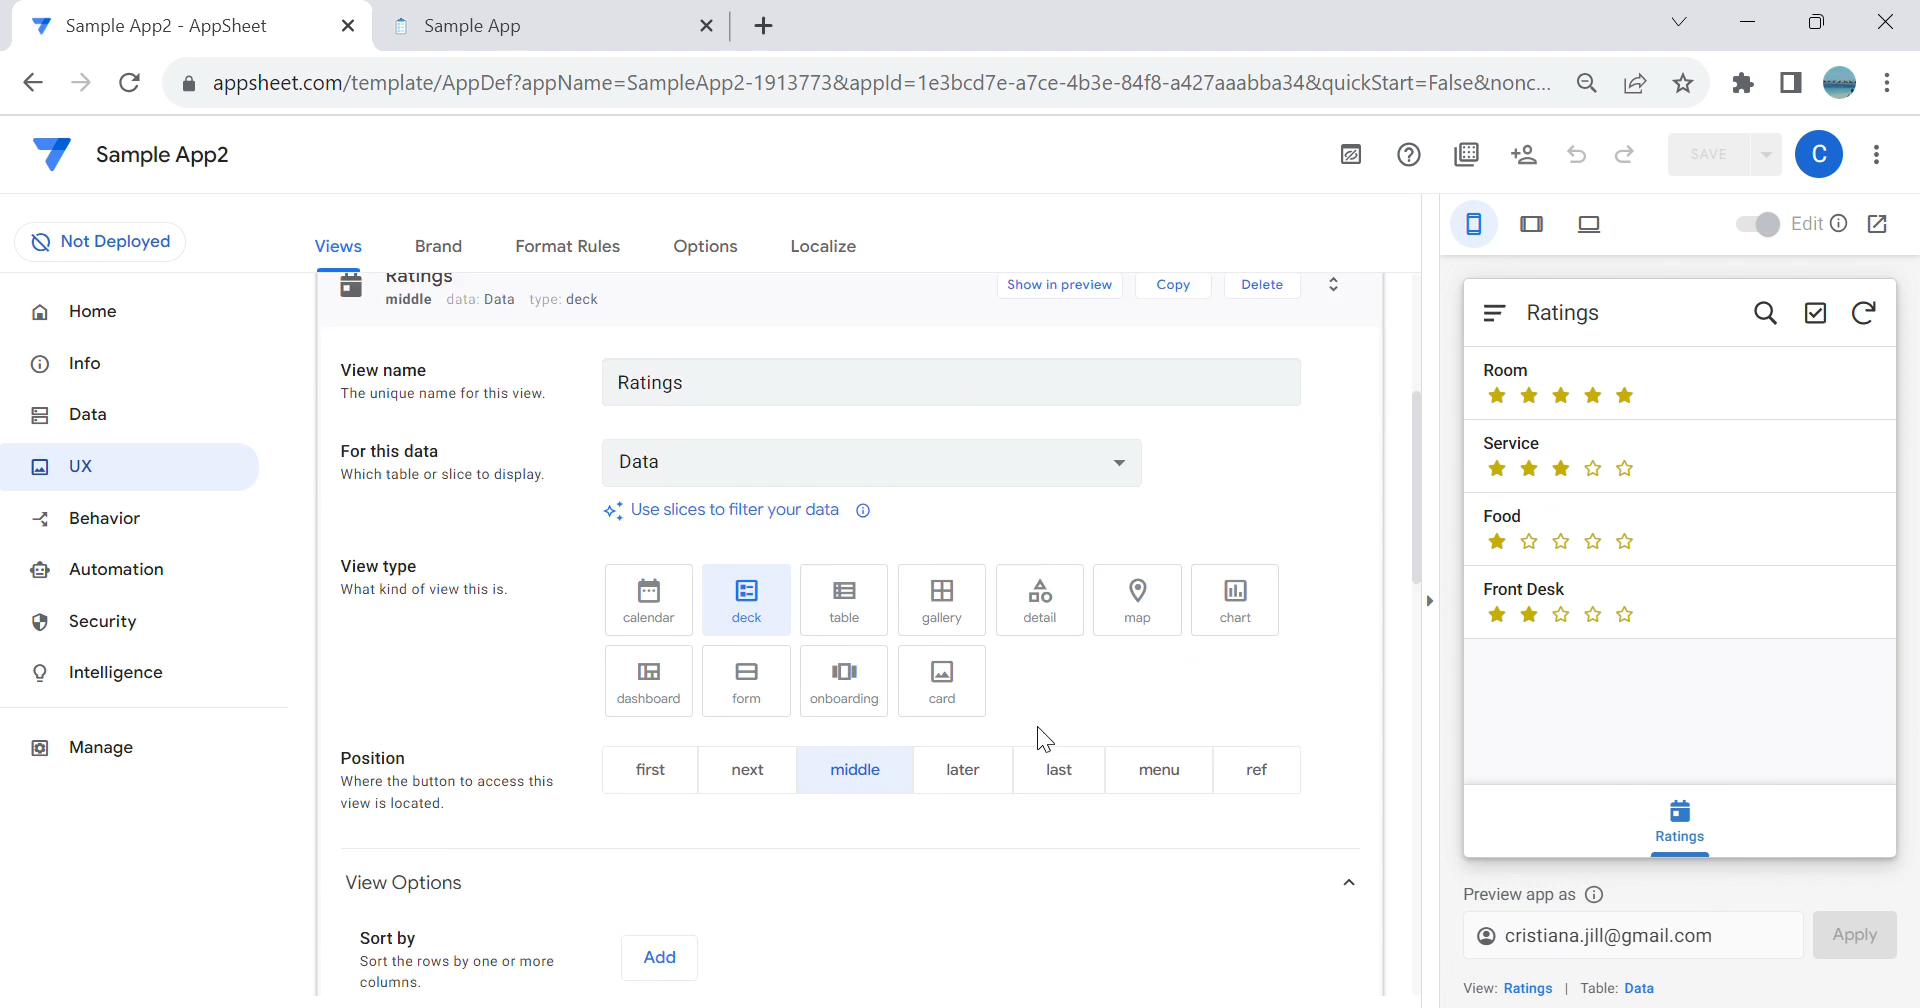 Sample App2 - AppSheet
Sample App
appsheet.com/template/AppDef?appName=SampleApp2-1913773&appId=1e3bcd7e-a7ce-4b3e-84f8-a427aaabba34&quickStart=False&nonc...
Sample App2
SAVE
C
Not Deployed
Home
Info
Data
UX
Behavior
Automation
Security
Intelligence
Manage
Views Brand Format Rules Options Localize
Ratings
middle data: Data type: deck
Show in preview Copy Delete
View name
The unique name for this view.
Ratings
For this data
Which table or slice to display.
Data
Use slices to filter your data
View type
What kind of view this is.
calendar deck table gallery detail map chart
dashboard form onboarding card
Position
Where the button to access this
view is located.
first next middle later last menu ref
View Options
Sort by
Sort the rows by one or more
columns.
Add
Edit
Ratings
Room
Service
Food
Front Desk
Ratings
Preview app as
cristiana.jill@gmail.com
Apply
View: Ratings | Table: Data